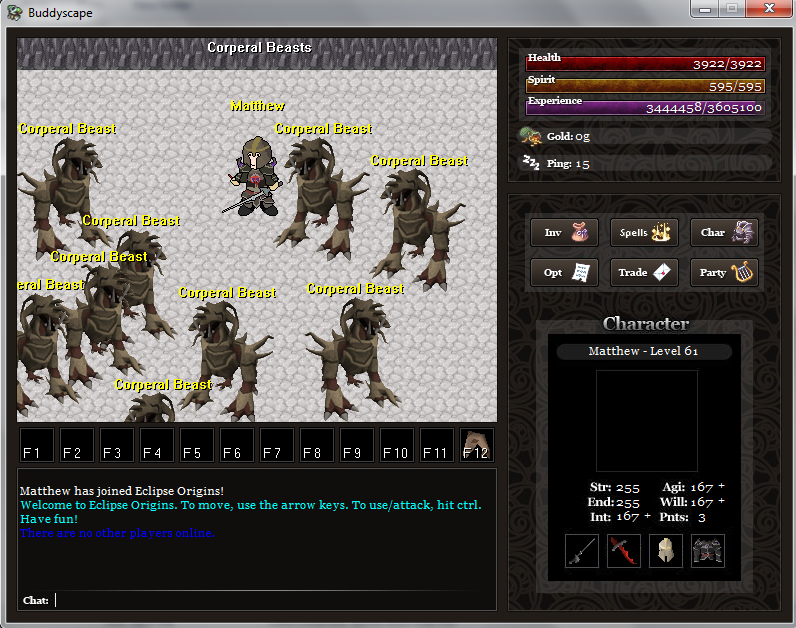 Buddyscape
Corperal Beasts
Matthew
Corperal Beast
Corperal Beast
Corperal Beast
Corperal Beast
Corperal Beast
eral Beast
Corperal Beast
Corperal Beast
Corperal Beast
F1 F2 F3 F4 F5 F6 F7 F8 F9 F10 F11 F12
Matthew has joined Eclipse Origins!
Welcome to Eclipse Origins. To move, use the arrow keys. To use/attack, hit ctrl.
Have fun!
There are no other players online.
Chat:
Health
3922/3922
Spirit
595/595
Experience
3444458/3605100
Gold: 0g
zzz Ping: 15
Inv Spells Char
Opt Trade Party
Character
Matthew - Level 61
Str: 255 Agi: 167 +
End: 255 Will: 167 +
Int: 167 + Pnts: 3